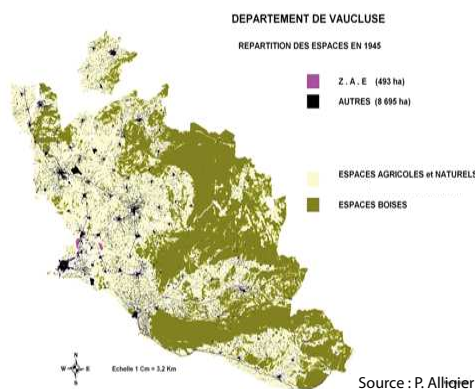 DEPARTEMENT DE VAUCLUSE
REPARTITION DES ESPACES EN 1945
Z . A . E (493 ha)
AUTRES (8 695 ha)
ESPACES AGRICOLES et NATURELS
ESPACES BOISES
N
W E
S
Echelle 1 Cm = 3,2 Km
Source : P. Alligier